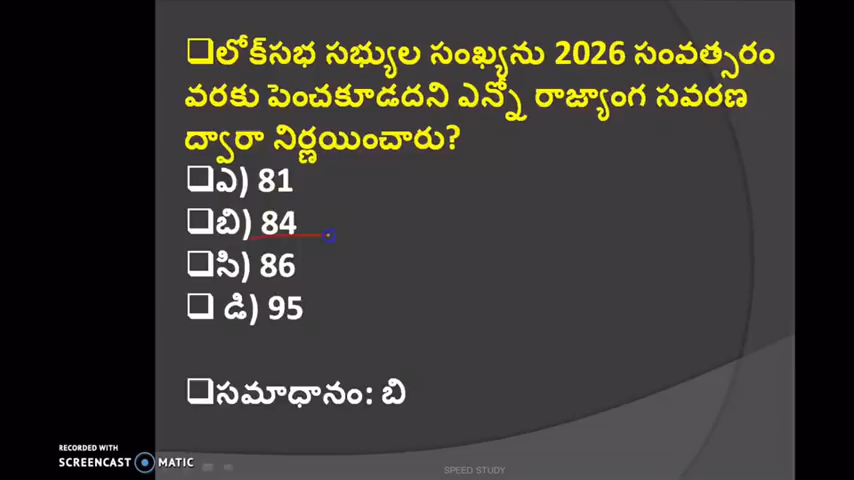 ❑లోక్‌సభ సభ్యుల సంఖ్యను 2026 సంవత్సరం
వరకు పెంచకూడదని ఎన్నో రాజ్యాంగ సవరణ
ద్వారా నిర్ణయించారు?
❑ఎ) 81
❑బి) 84
❑సి) 86
❑ డి) 95
❑సమాధానం: బి
RECORDED WITH
SCREENCAST MATIC
SPEED STUDY